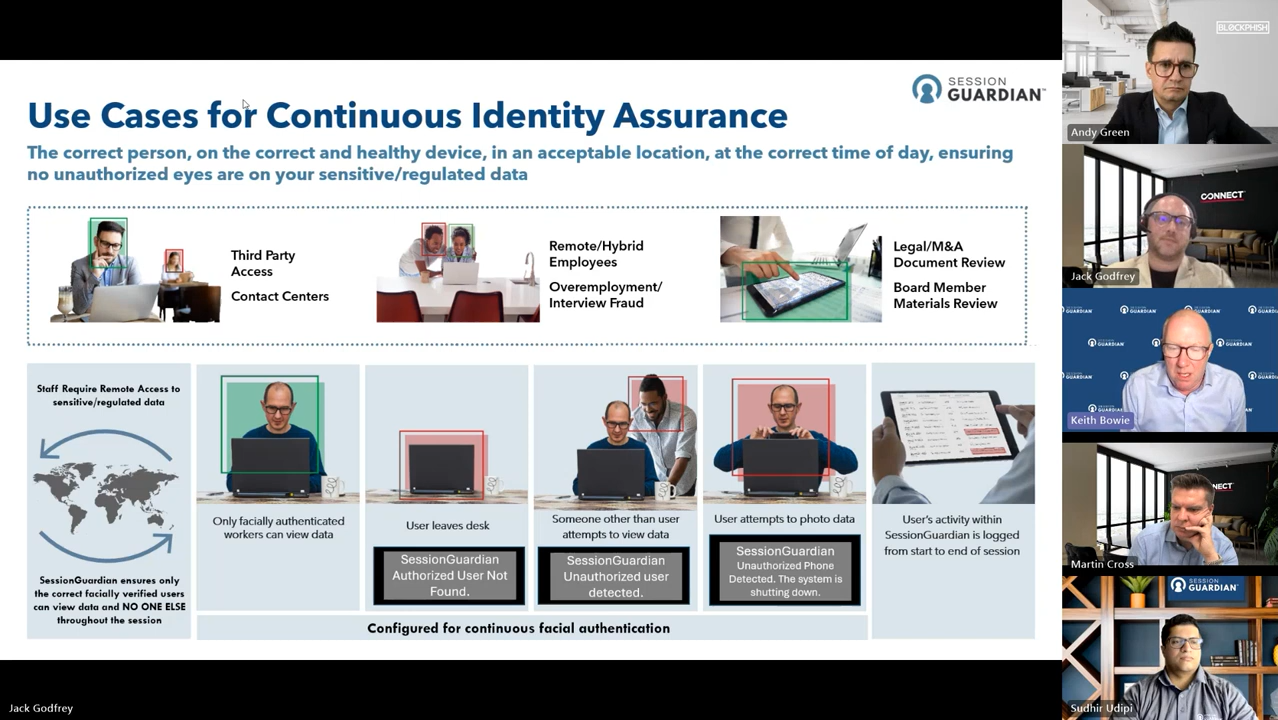 SESSION
GUARDIAN™
Use Cases for Continuous Identity Assurance
The correct person, on the correct and healthy device, in an acceptable location, at the correct time of day, ensuring
no unauthorized eyes are on your sensitive/regulated data
Third Party
Access
Contact Centers
Remote/Hybrid
Employees
Overemployment/
Interview Fraud
Legal/M&A
Document Review
Board Member
Materials Review
Staff Require Remote Access to
sensitive/regulated data
SessionGuardian ensures only
the correct facially verified users
can view data and NO ONE ELSE
throughout the session
Only facially authenticated
workers can view data
User leaves desk
SessionGuardian
Authorized User Not
Found.
Someone other than user
attempts to view data
SessionGuardian
Unauthorized user
detected.
User attempts to photo data
SessionGuardian
Unauthorized Phone
Detected. The system is
shutting down.
User's activity within
SessionGuardian is logged
from start to end of session
Configured for continuous facial authentication
Jack Godfrey
BLOCKPHISH
Andy Green
CONNECT
Jack Godfrey
SESSION
GUARDIAN
Keith Bowie
NNECT
Martin Cross
SESSION
GUARDIAN
Sudhir Udipi